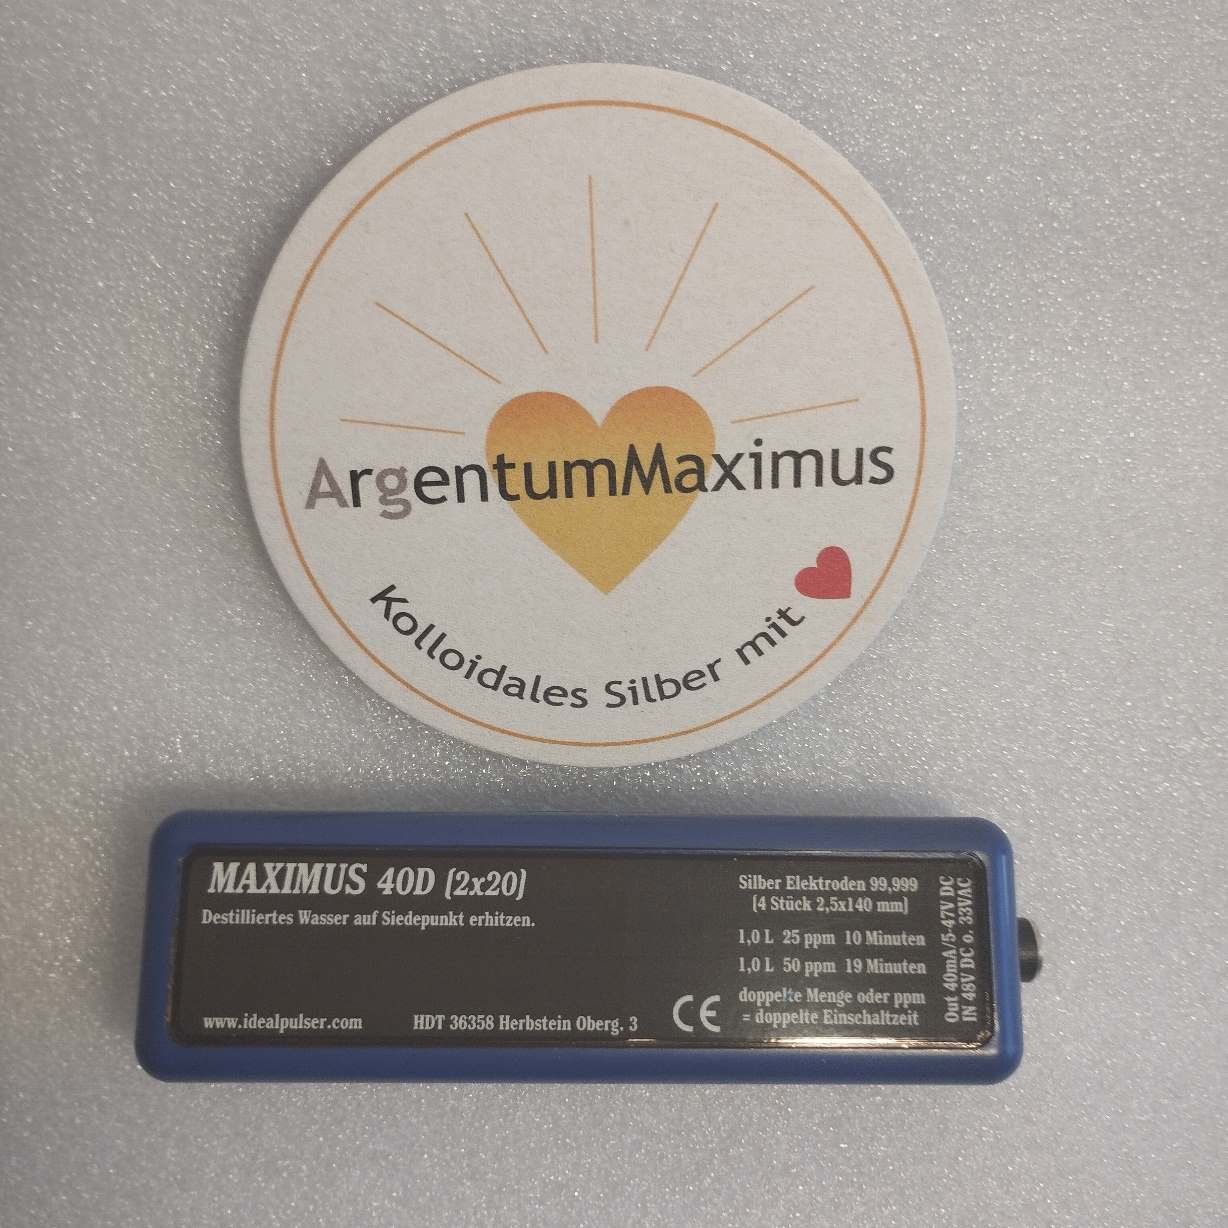 ArgentumMaximus
Kolloidales Silber mit
MAXIMUS 40D (2x20)
Destilliertes Wasser auf Siedepunkt erhitzen.
www.idealpulser.com
HDT 36358 Herbstein Oberg. 3
CE
Silber Elektroden 99,999
(4 Stück 2,5x140 mm)
1,0 L 25 ppm 10 Minuten
1,0 L 50 ppm 19 Minuten
doppelte Menge oder ppm
= doppelte Einschaltzeit
Out 40mA/5-47V DC
IN 48V DC o. 33VAC